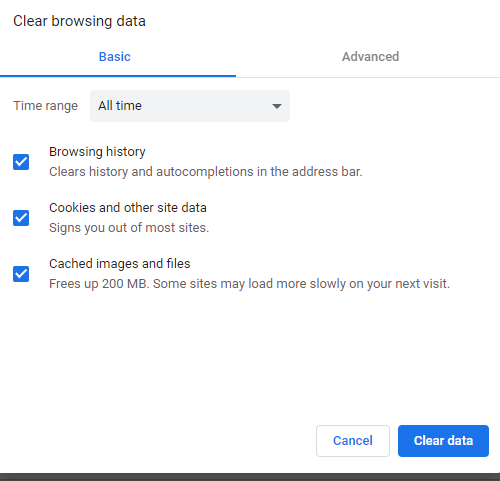 Clear browsing data
Basic
Advanced
Time range
All time
Browsing history
Clears history and autocompletions in the address bar.
Cookies and other site data
Signs you out of most sites.
Cached images and files
Frees up 200 MB. Some sites may load more slowly on your next visit.
Cancel
Clear data